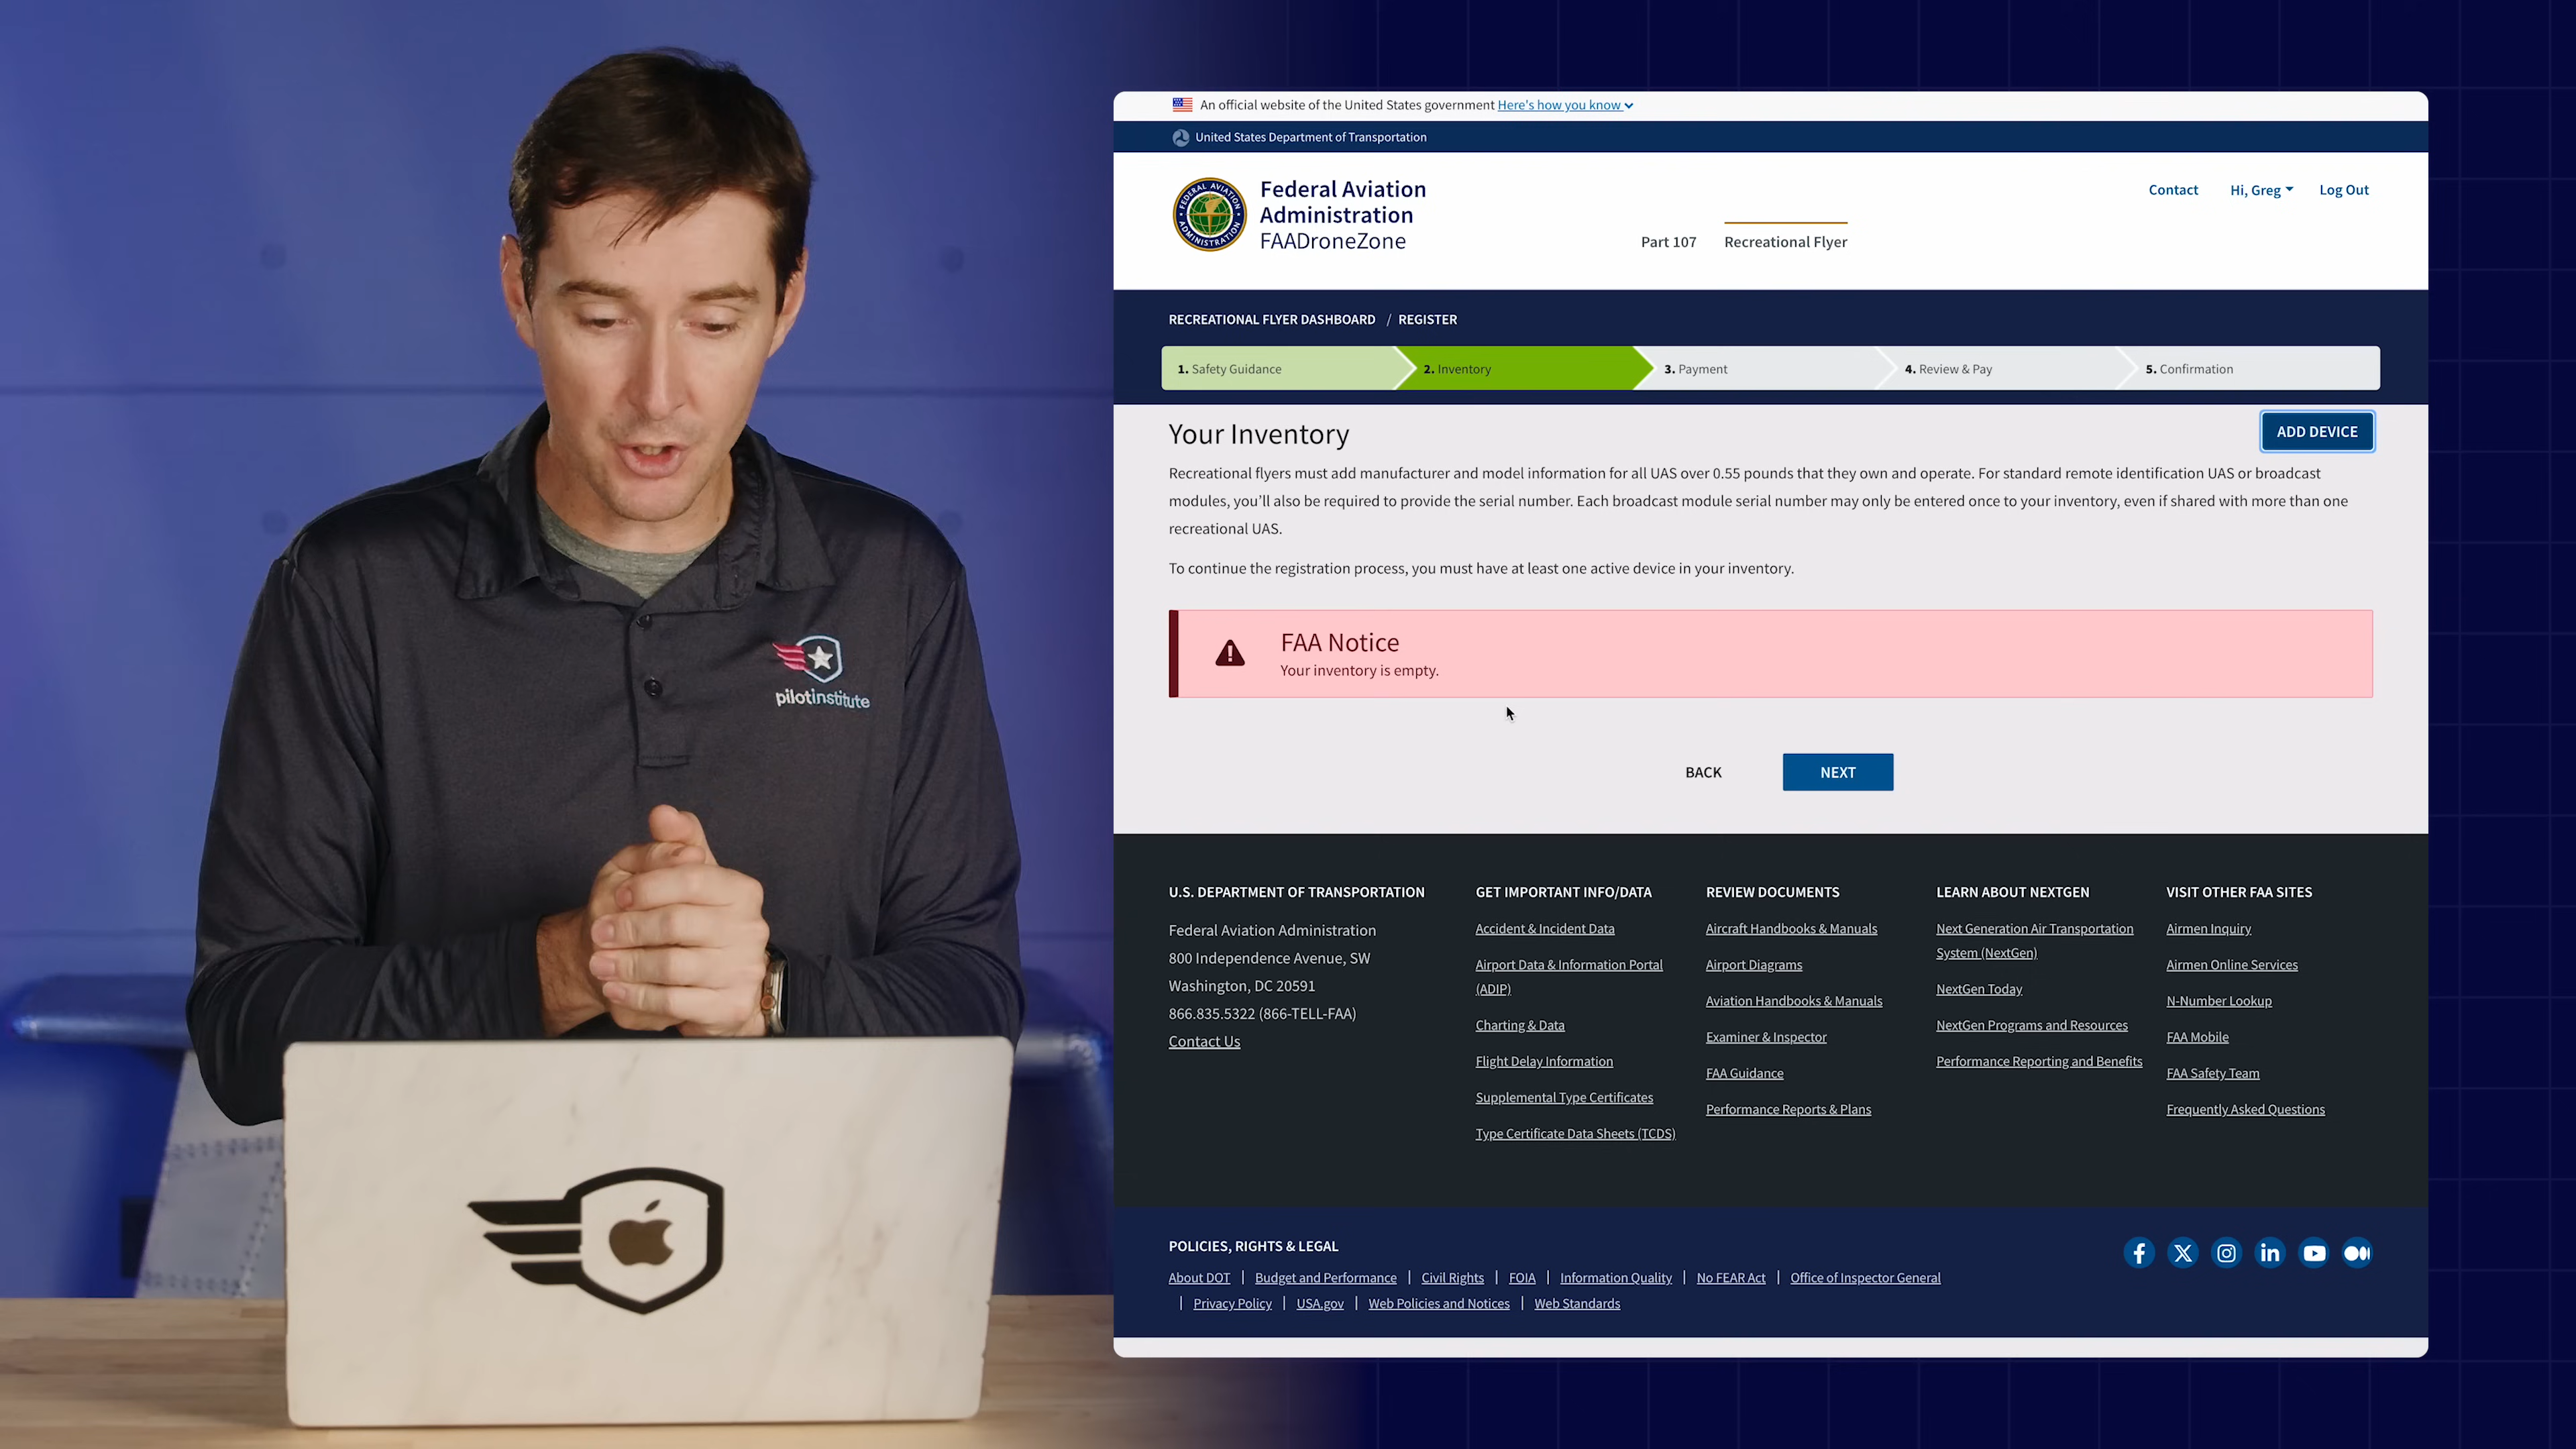 pilotinstitute
An official website of the United States government Here's how you know
United States Department of Transportation
Federal Aviation
Administration
FAADroneZone
FEDERAL AVIATION
ADMINISTRATION
Part 107
Recreational Flyer
Contact
Hi, Greg
Log Out
RECREATIONAL FLYER DASHBOARD / REGISTER
1. Safety Guidance
2. Inventory
3. Payment
4. Review & Pay
5. Confirmation
Your Inventory
ADD DEVICE
Recreational flyers must add manufacturer and model information for all UAS over 0.55 pounds that they own and operate. For standard remote identification UAS or broadcast
modules, you’ll also be required to provide the serial number. Each broadcast module serial number may only be entered once to your inventory, even if shared with more than one
recreational UAS.
To continue the registration process, you must have at least one active device in your inventory.
FAA Notice
Your inventory is empty.
BACK
NEXT
U.S. DEPARTMENT OF TRANSPORTATION
Federal Aviation Administration
800 Independence Avenue, SW
Washington, DC 20591
866.835.5322 (866-TELL-FAA)
Contact Us
GET IMPORTANT INFO/DATA
Accident & Incident Data
Airport Data & Information Portal
(ADIP)
Charting & Data
Flight Delay Information
Supplemental Type Certificates
Type Certificate Data Sheets (TCDS)
REVIEW DOCUMENTS
Aircraft Handbooks & Manuals
Airport Diagrams
Aviation Handbooks & Manuals
Examiner & Inspector
FAA Guidance
Performance Reports & Plans
LEARN ABOUT NEXTGEN
Next Generation Air Transportation
System (NextGen)
NextGen Today
NextGen Programs and Resources
Performance Reporting and Benefits
VISIT OTHER FAA SITES
Airmen Inquiry
Airmen Online Services
N-Number Lookup
FAA Mobile
FAA Safety Team
Frequently Asked Questions
POLICIES, RIGHTS & LEGAL
About DOT | Budget and Performance | Civil Rights | FOIA | Information Quality | No FEAR Act | Office of Inspector General
| Privacy Policy | USA.gov | Web Policies and Notices | Web Standards